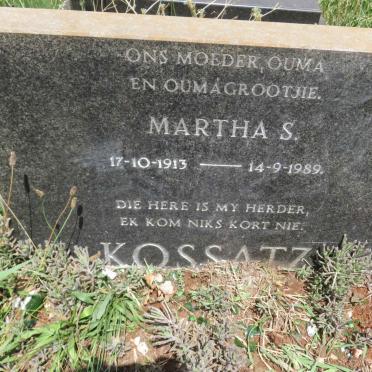 ONS MOEDER, OUMA
EN OUMAGROOTJIE.
MARTHA S.
17-10-1913 — 14-9-1989.
DIE HERE IS MY HERDER,
EK KOM NIKS KORT NIE.
KOSSATZ